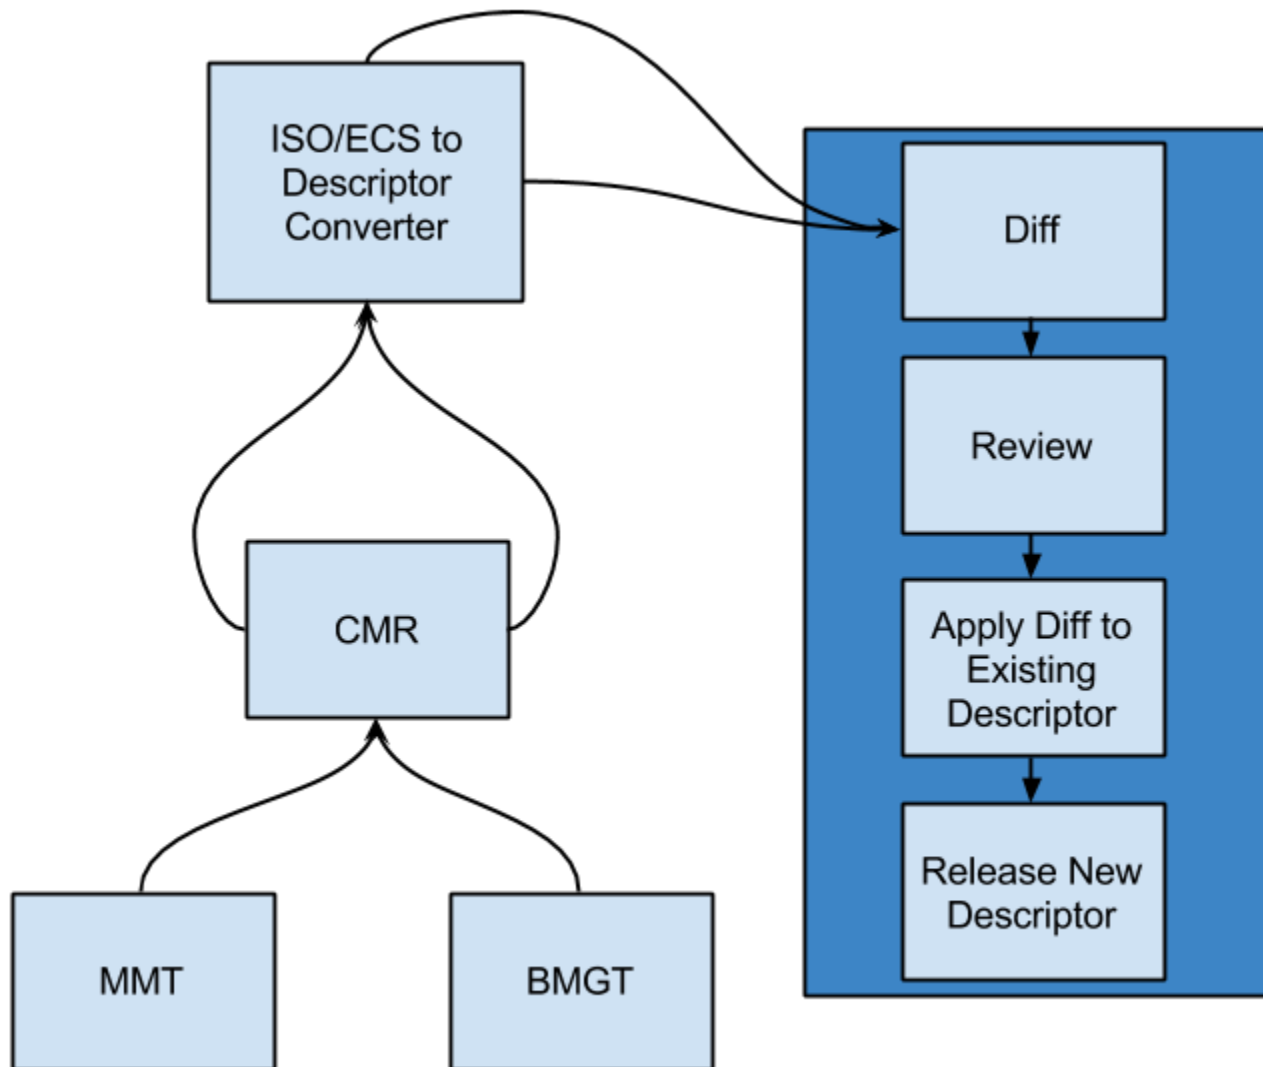 ISO/ECS to
Descriptor
Converter
Diff
Review
CMR
Apply Diff to
Existing
Descriptor
Release New
Descriptor
MMT
BMGT